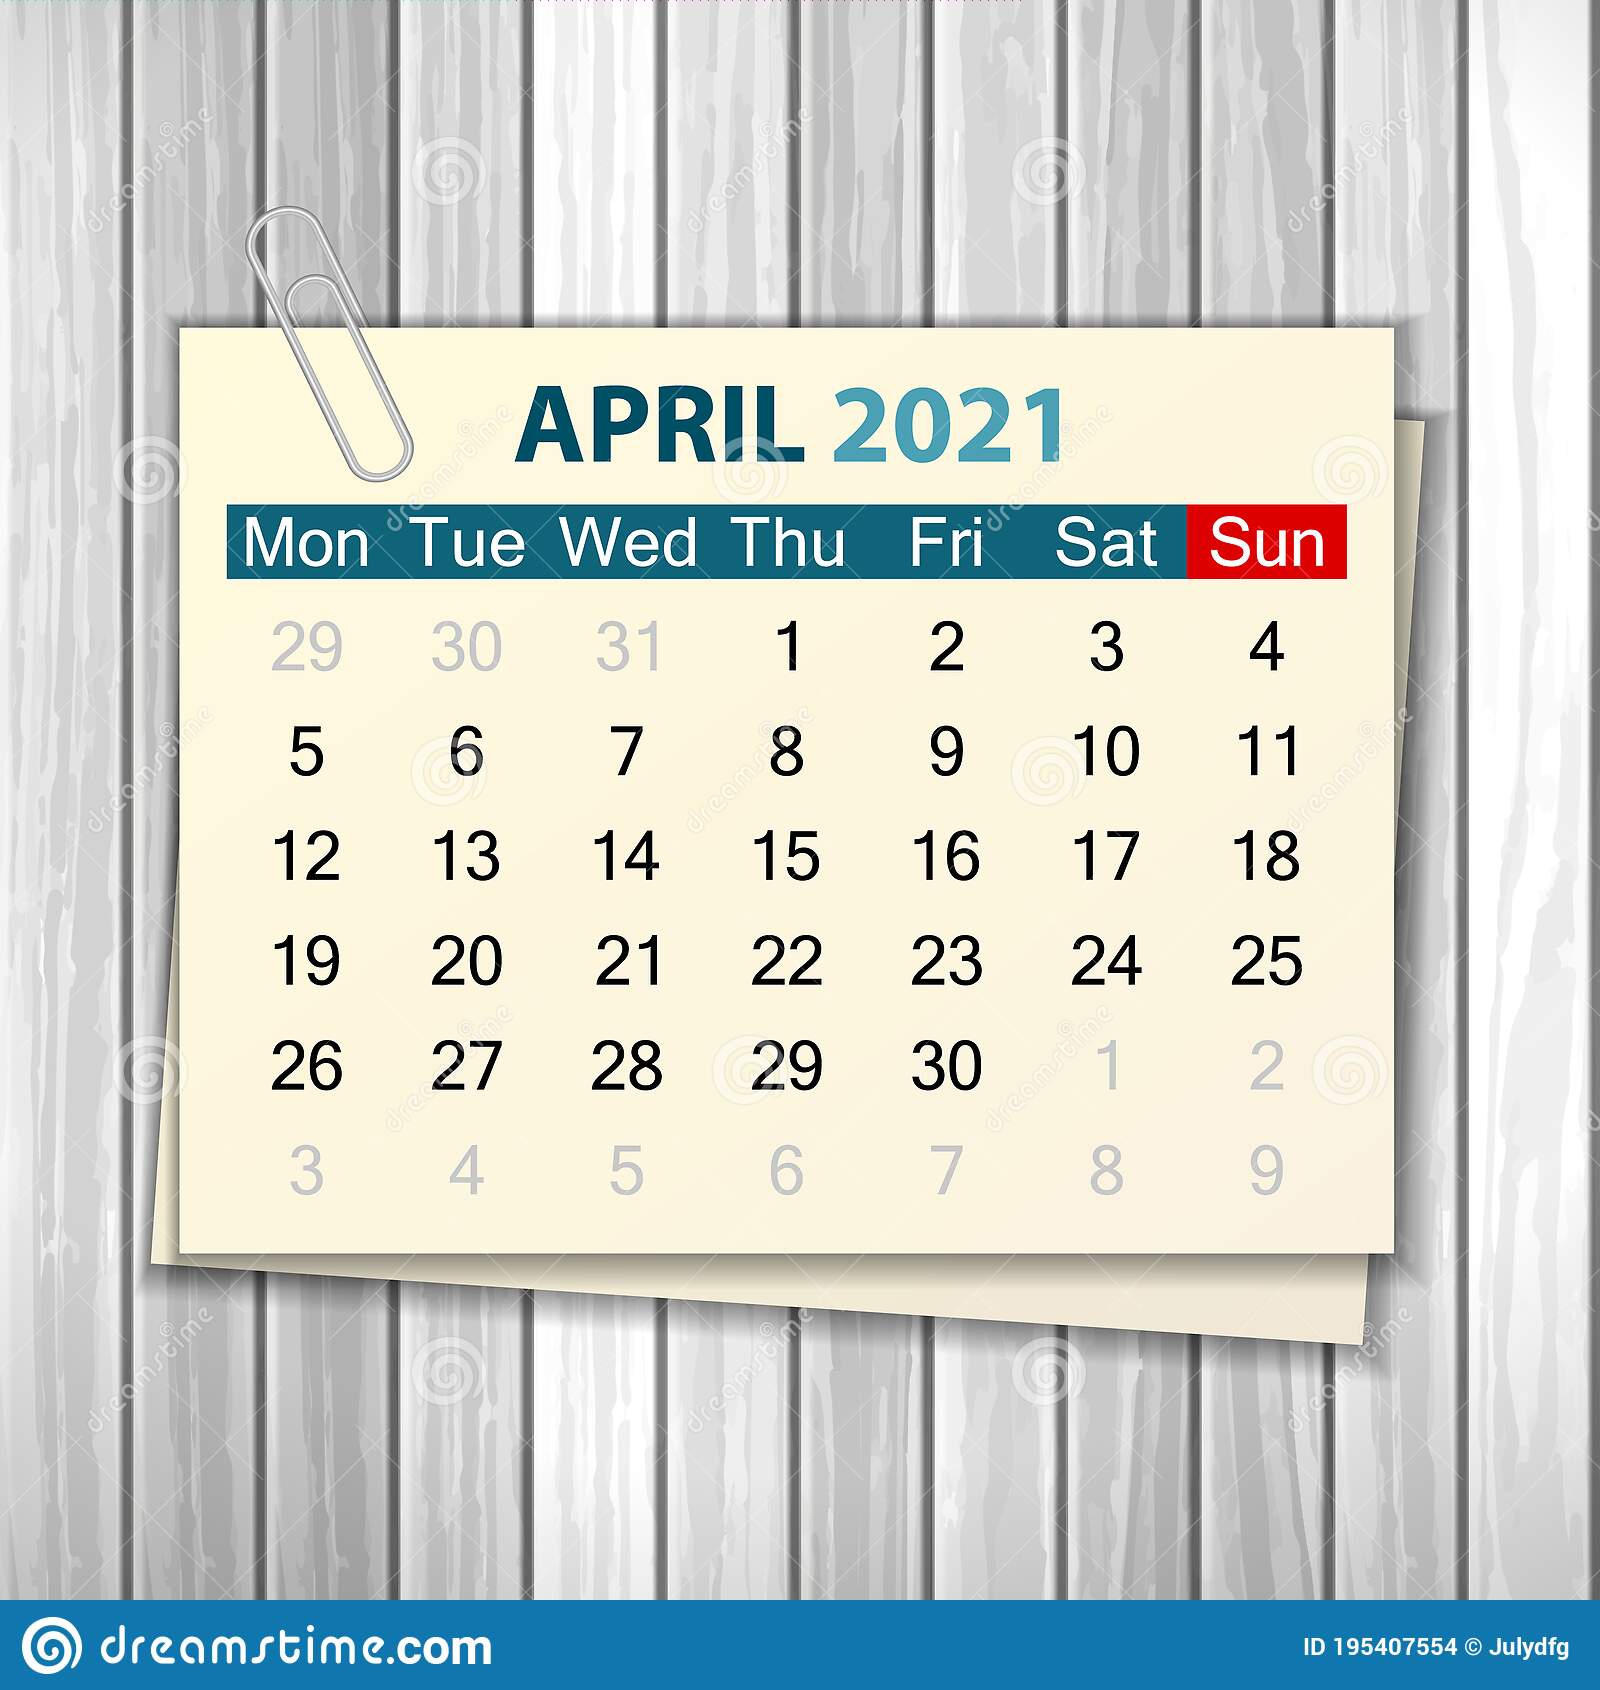 APRIL 2021
Mon Tue Wed Thu Fri Sat Sun
29 30 31 1 2 3 4
5 6 7 8 9 10 11
12 13 14 15 16 17 18
19 20 21 22 23 24 25
26 27 28 29 30 1 2
3 4 5 6 7 8 9
dreamstime.com
ID 195407554 © Julydfg